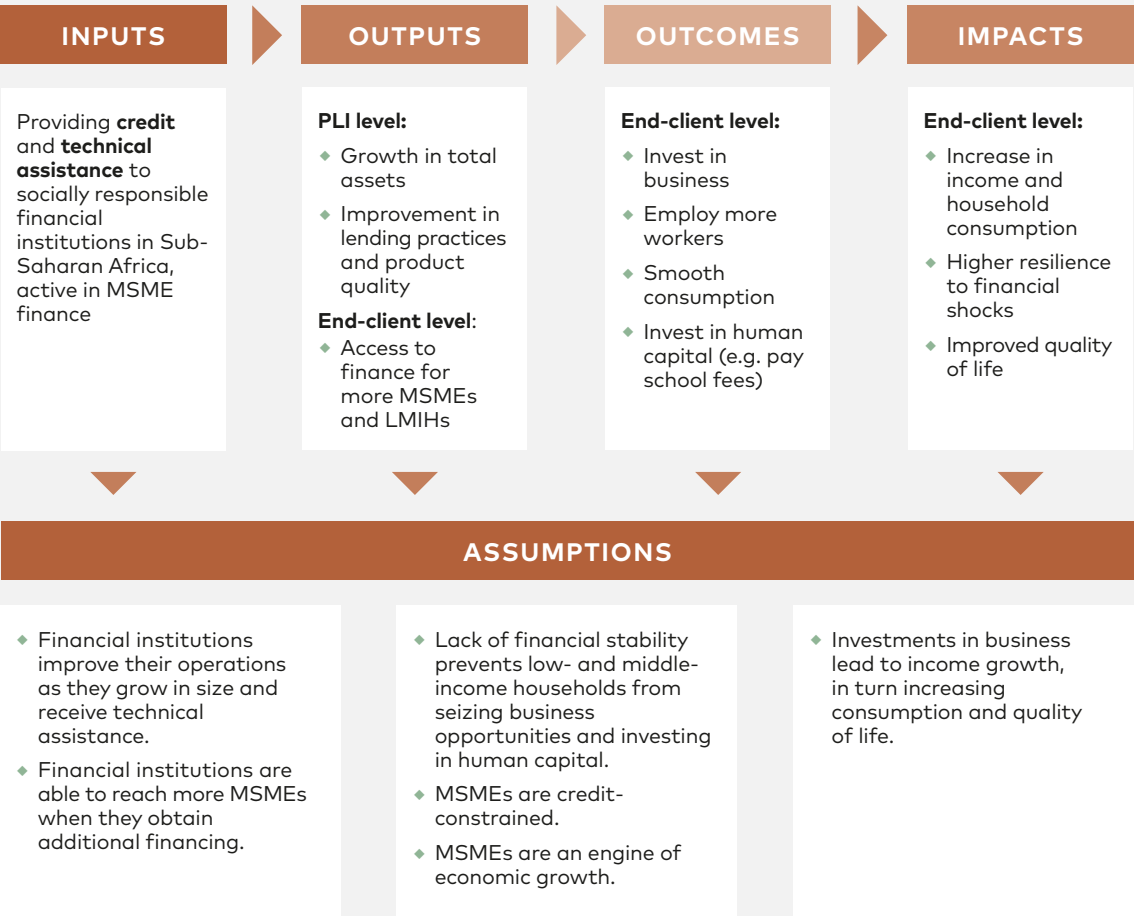 INPUTS
Providing credit
and technical
assistance to
socially responsible
financial
institutions in Sub-
Saharan Africa,
active in MSME
finance
OUTPUTS
PLI level:
Growth in total
assets
Improvement in
lending practices
and product
quality
End-client level:
Access to
finance for
more MSMEs
and LMIHs
OUTCOMES
End-client level:
Invest in
business
Employ more
workers
Smooth
consumption
Invest in human
capital (e.g. pay
school fees)
IMPACTS
End-client level:
Increase in
income and
household
consumption
Higher resilience
to financial
shocks
Improved quality
of life
ASSUMPTIONS
Financial institutions
improve their operations
as they grow in size and
receive technical
assistance.
Financial institutions are
able to reach more MSMEs
when they obtain
additional financing.
Lack of financial stability
prevents low- and middle-
income households from
seizing business
opportunities and investing
in human capital.
MSMEs are credit-
constrained.
MSMEs are an engine of
economic growth.
Investments in business
lead to income growth,
in turn increasing
consumption and quality
of life.